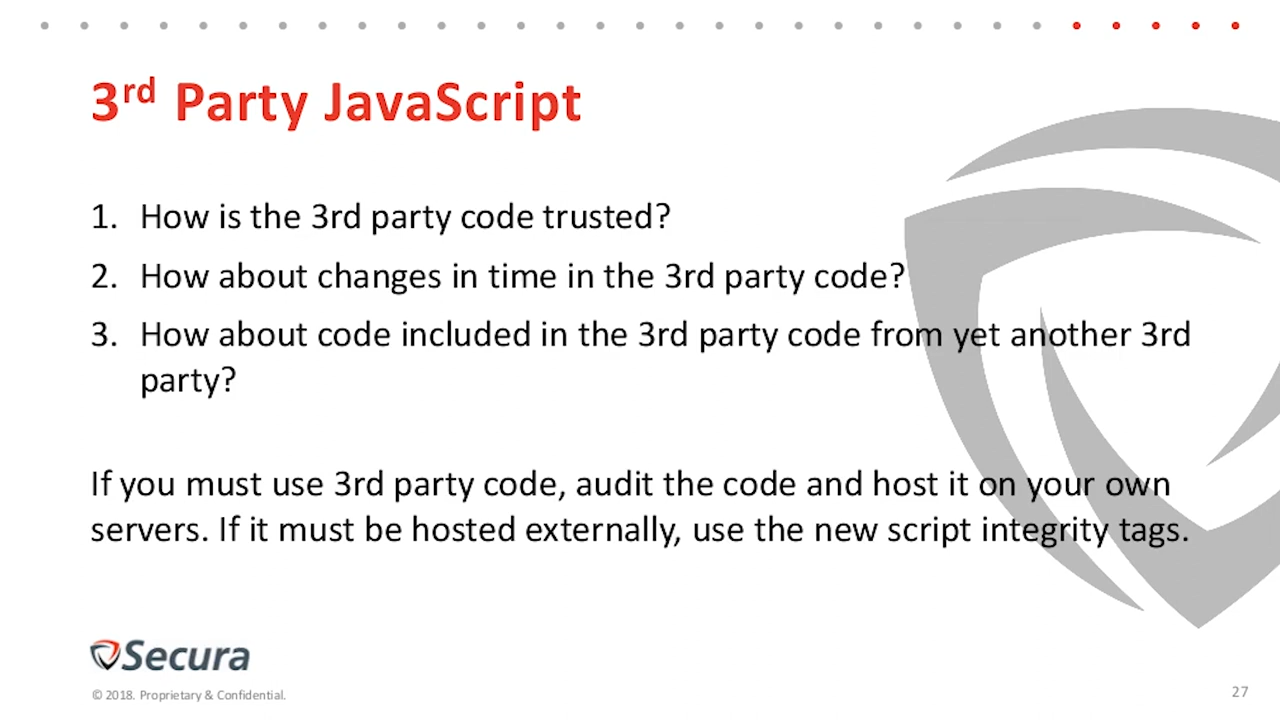 3rd Party JavaScript
1. How is the 3rd party code trusted?
2. How about changes in time in the 3rd party code?
3. How about code included in the 3rd party code from yet another 3rd
party?
If you must use 3rd party code, audit the code and host it on your own
servers. If it must be hosted externally, use the new script integrity tags.
Secura
© 2018. Proprietary & Confidential.
27